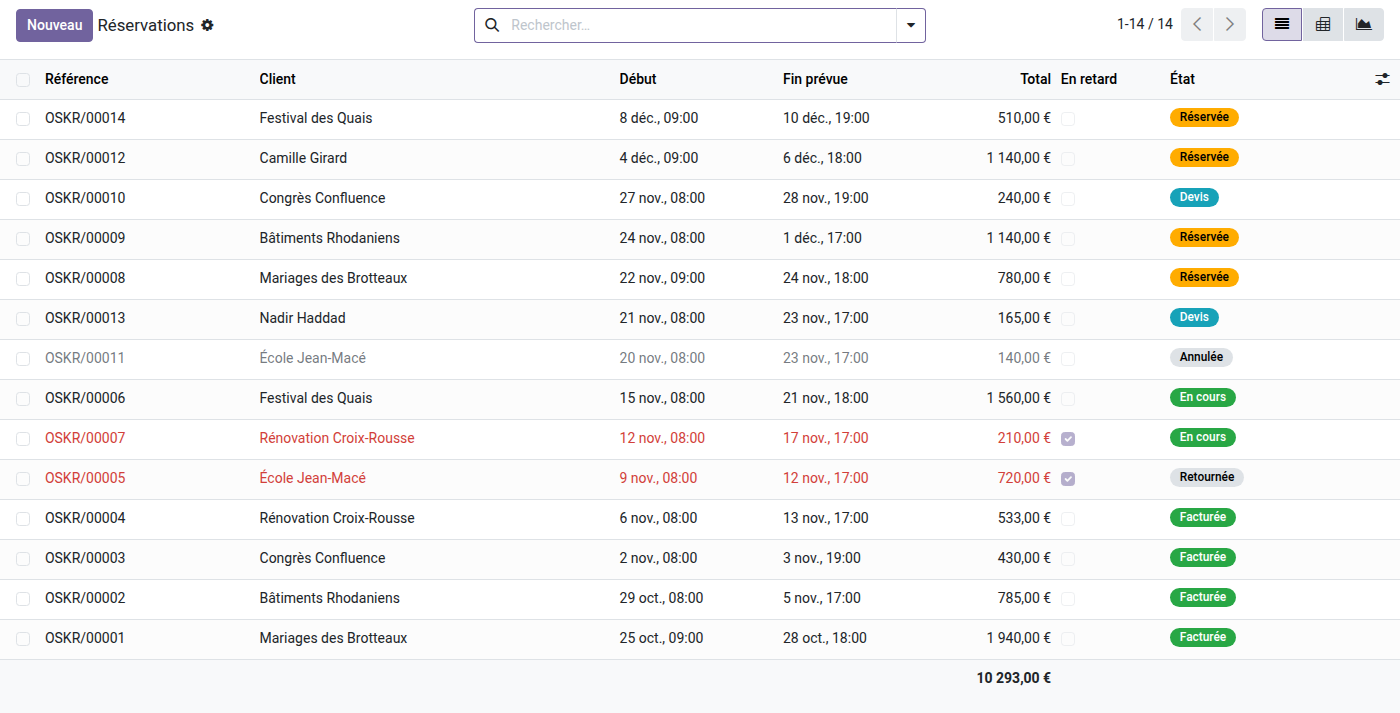 Nouveau Réservations Rechercher... 1-14 / 14
Référence Client Début Fin prévue Total En retard État
OSKR/00014 Festival des Quais 8 déc., 09:00 10 déc., 19:00 510,00 € Réservée
OSKR/00012 Camille Girard 4 déc., 09:00 6 déc., 18:00 1 140,00 € Réservée
OSKR/00010 Congrès Confluence 27 nov., 08:00 28 nov., 19:00 240,00 € Devis
OSKR/00009 Bâtiments Rhodaniens 24 nov., 08:00 1 déc., 17:00 1 140,00 € Réservée
OSKR/00008 Mariages des Brotteaux 22 nov., 09:00 24 nov., 18:00 780,00 € Réservée
OSKR/00013 Nadir Haddad 21 nov., 08:00 23 nov., 17:00 165,00 € Devis
OSKR/00011 École Jean-Macé 20 nov., 08:00 23 nov., 17:00 140,00 € Annulée
OSKR/00006 Festival des Quais 15 nov., 08:00 21 nov., 18:00 1 560,00 € En cours
OSKR/00007 Rénovation Croix-Rousse 12 nov., 08:00 17 nov., 17:00 210,00 € En cours
OSKR/00005 École Jean-Macé 9 nov., 08:00 12 nov., 17:00 720,00 € Retournée
OSKR/00004 Rénovation Croix-Rousse 6 nov., 08:00 13 nov., 17:00 533,00 € Facturée
OSKR/00003 Congrès Confluence 2 nov., 08:00 3 nov., 19:00 430,00 € Facturée
OSKR/00002 Bâtiments Rhodaniens 29 oct., 08:00 5 nov., 17:00 785,00 € Facturée
OSKR/00001 Mariages des Brotteaux 25 oct., 09:00 28 oct., 18:00 1 940,00 € Facturée
10 293,00 €